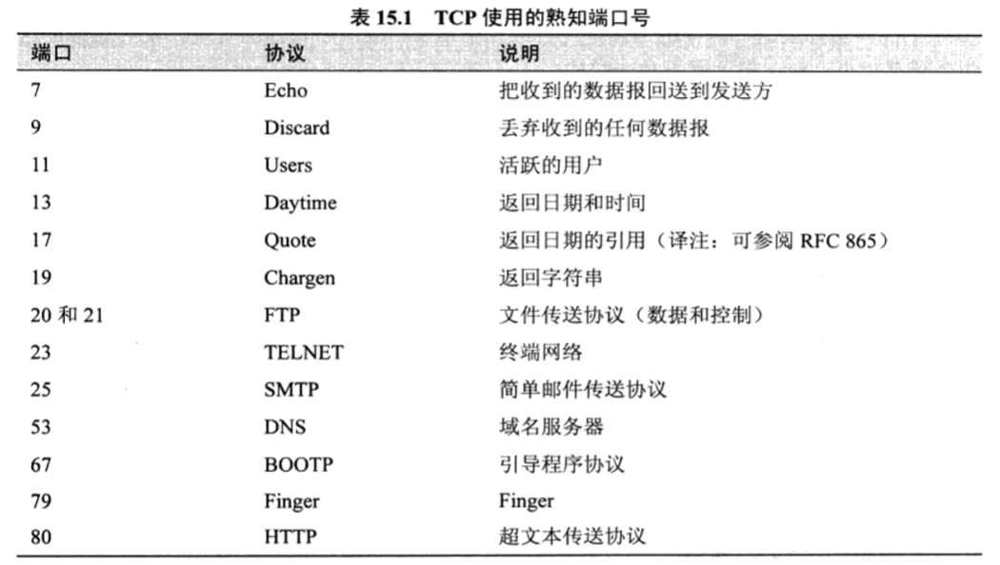 表 15.1 TCP 使用的熟知端口号
端口 协议 说明
7 Echo 把收到的数据报回送到发送方
9 Discard 丢弃收到的任何数据报
11 Users 活跃的用户
13 Daytime 返回日期和时间
17 Quote 返回日期的引用（译注：可参阅 RFC 865）
19 Chargen 返回字符串
20 和 21 FTP 文件传送协议（数据和控制）
23 TELNET 终端网络
25 SMTP 简单邮件传送协议
53 DNS 域名服务器
67 BOOTP 引导程序协议
79 Finger Finger
80 HTTP 超文本传送协议